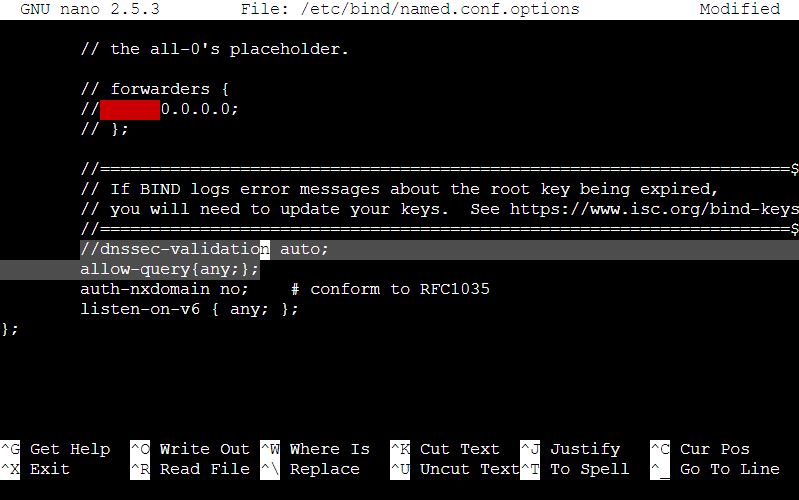 GNU nano 2.5.3 File: /etc/bind/named.conf.options Modified
// the all-0's placeholder.
// forwarders {
// 0.0.0.0;
// };
//=====================================================================$
// If BIND logs error messages about the root key being expired,
// you will need to update your keys. See https://www.isc.org/bind-keys
//=====================================================================$
//dnssec-validation auto;
allow-query{any;};
auth-nxdomain no; # conform to RFC1035
listen-on-v6 { any; };
};
^G Get Help ^O Write Out ^W Where Is ^K Cut Text ^J Justify ^C Cur Pos
^X Exit ^R Read File ^\ Replace ^U Uncut Text ^T To Spell ^_ Go To Line